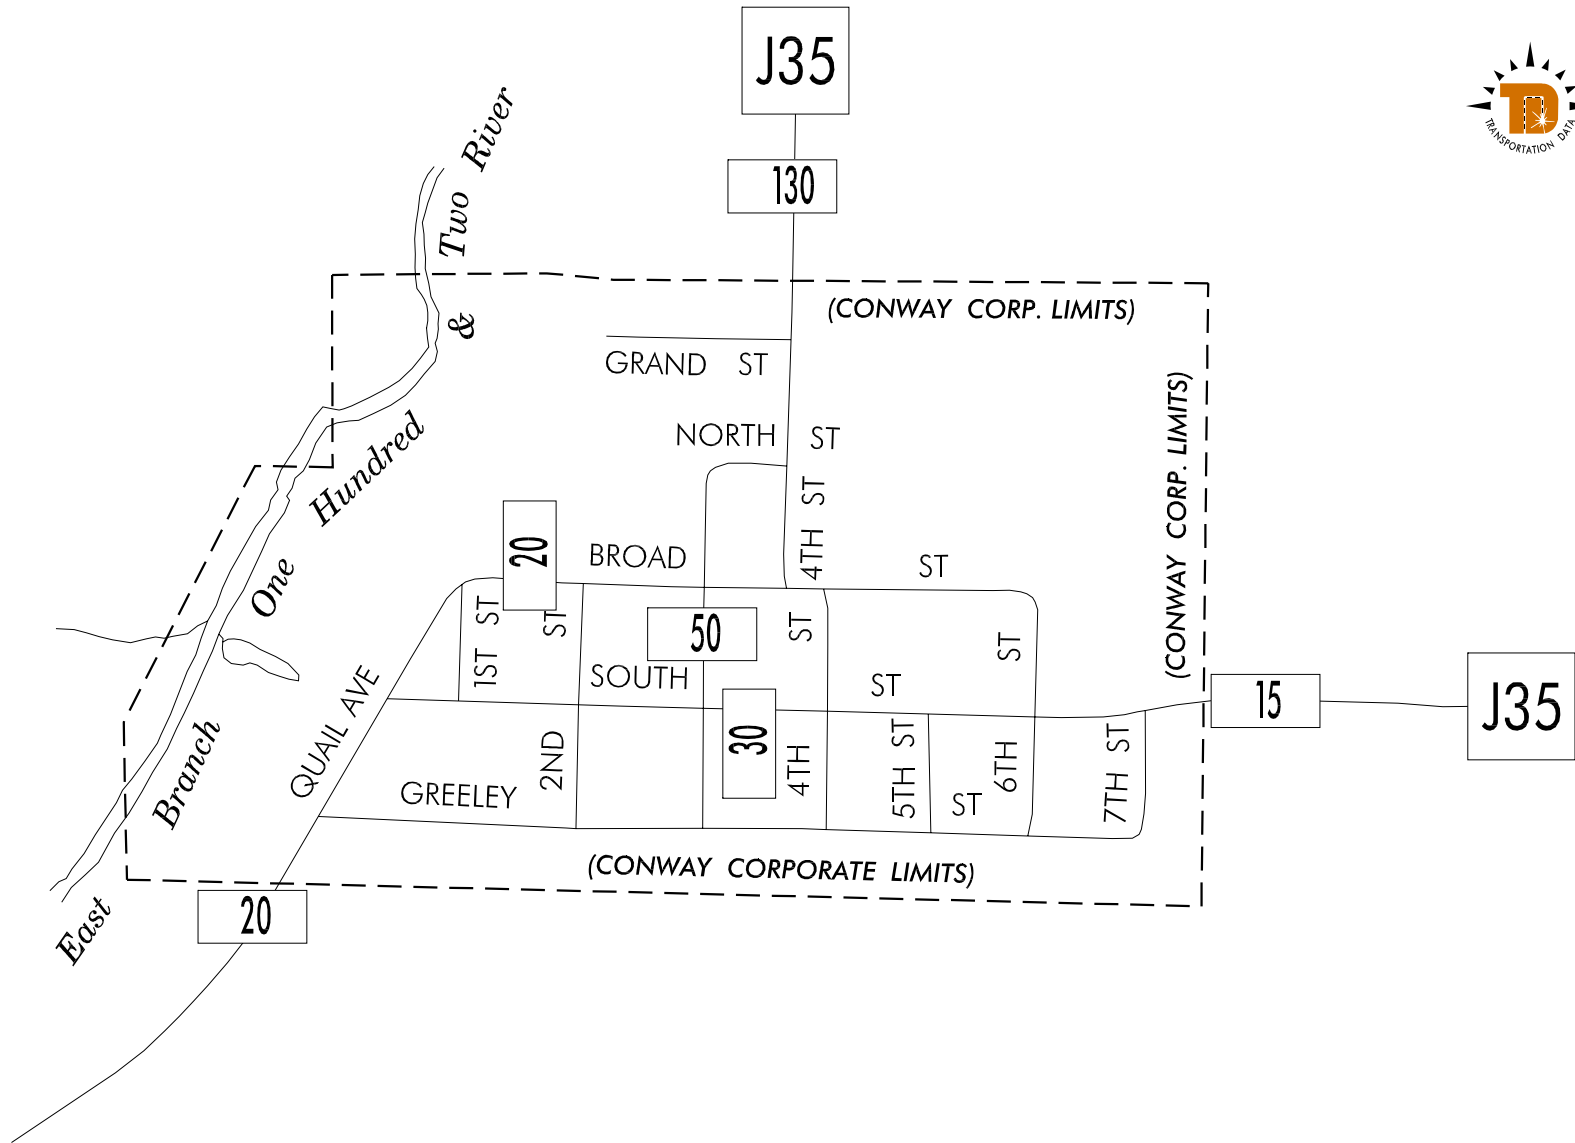 J35
130
TRANSPORTATION DATA
TD
East Branch One Hundred & Two River
(CONWAY CORP. LIMITS)
GRAND ST
NORTH ST
4TH ST
(CONWAY CORP. LIMITS)
20
BROAD ST
1ST ST
50
SOUTH ST
2ND ST
4TH ST
6TH ST
QUAIL AVE
30
5TH ST
7TH ST
15
J35
GREELEY ST
(CONWAY CORPORATE LIMITS)
20